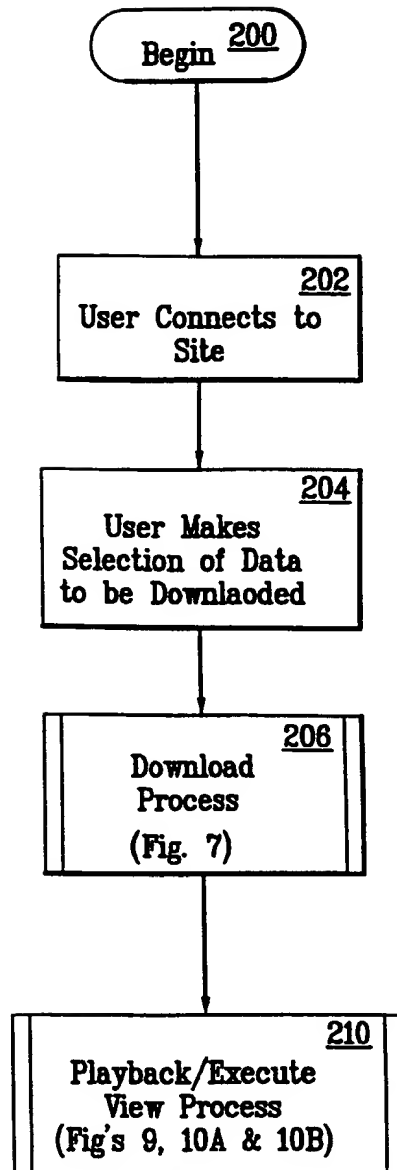 Begin 200
202
User Connects to
Site
204
User Makes
Selection of Data
to be Downlaoded
206
Download
Process
(Fig. 7)
210
Playback/Execute
View Process
(Fig's 9, 10A & 10B)